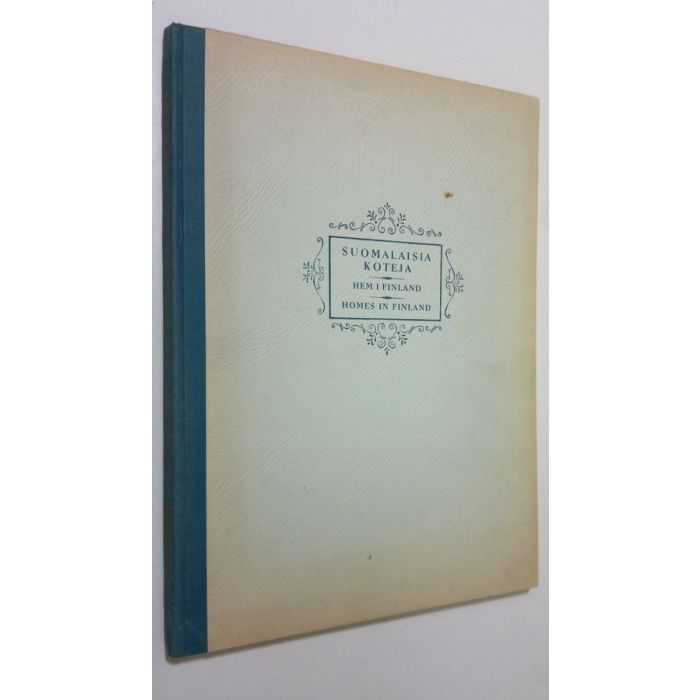 SUOMALAISIA
KOTEJA
HEM I FINLAND
HOMES IN FINLAND